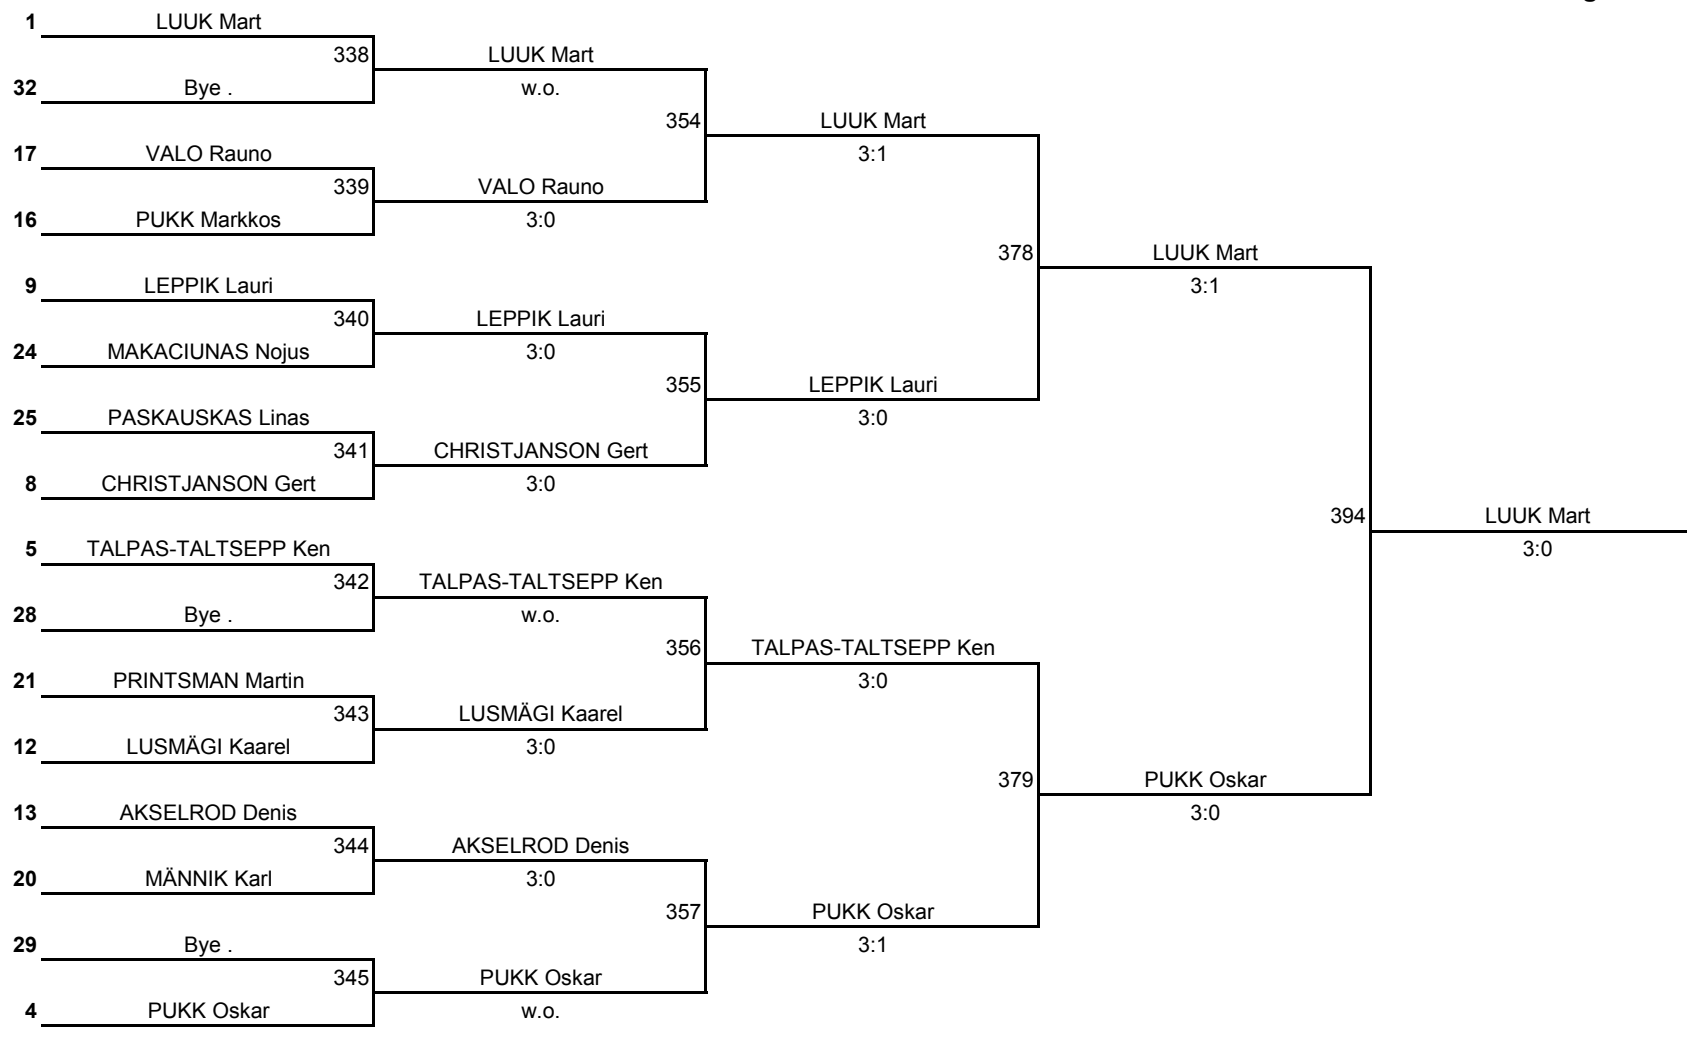 g
1 LUUK Mart
338 LUUK Mart
32 Bye . w.o.
354 LUUK Mart
17 VALO Rauno 3:1
339 VALO Rauno
16 PUKK Markkos 3:0
378 LUUK Mart
9 LEPPIK Lauri 3:1
340 LEPPIK Lauri
24 MAKACIUNAS Nojus 3:0
355 LEPPIK Lauri
25 PASKAUSKAS Linas 3:0
341 CHRISTJANSON Gert
8 CHRISTJANSON Gert 3:0
394 LUUK Mart
5 TALPAS-TALTSEPP Ken 3:0
342 TALPAS-TALTSEPP Ken
28 Bye . w.o.
356 TALPAS-TALTSEPP Ken
21 PRINTSMAN Martin 3:0
343 LUSMÄGI Kaarel
12 LUSMÄGI Kaarel 3:0
379 PUKK Oskar
13 AKSELROD Denis 3:0
344 AKSELROD Denis
20 MÄNNIK Karl 3:0
357 PUKK Oskar
29 Bye . 3:1
345 PUKK Oskar
4 PUKK Oskar w.o.